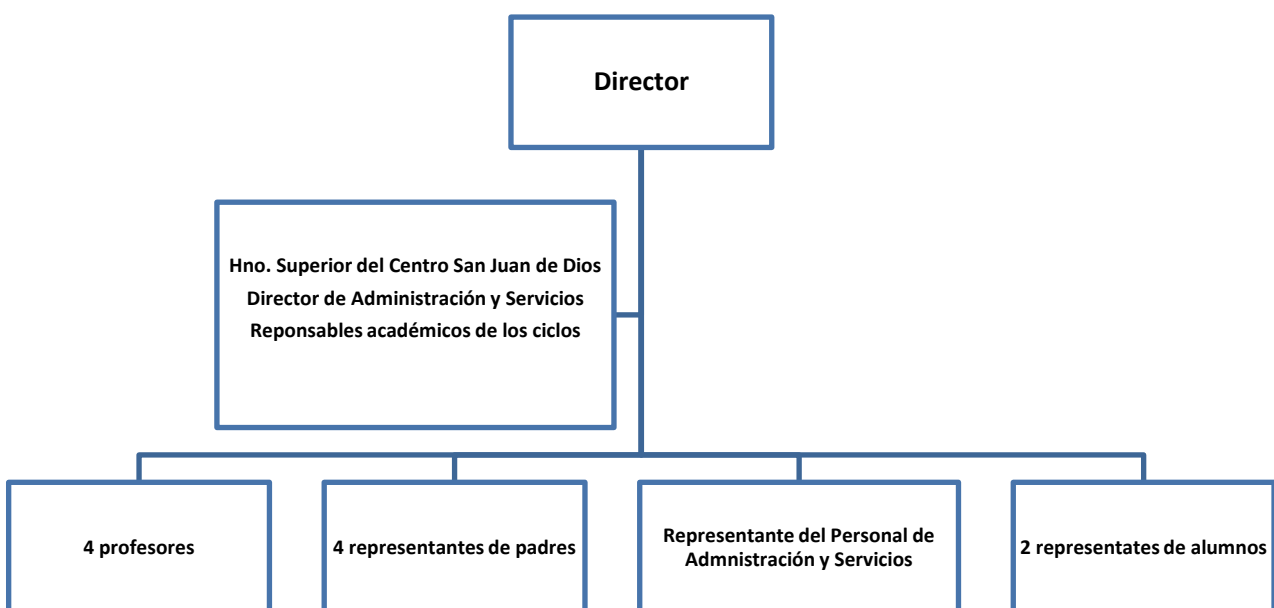 Director
Hno. Superior del Centro San Juan de Dios
Director de Administración y Servicios
Reponsables académicos de los ciclos
4 profesores
4 representantes de padres
Representante del Personal de
Admnistración y Servicios
2 representates de alumnos